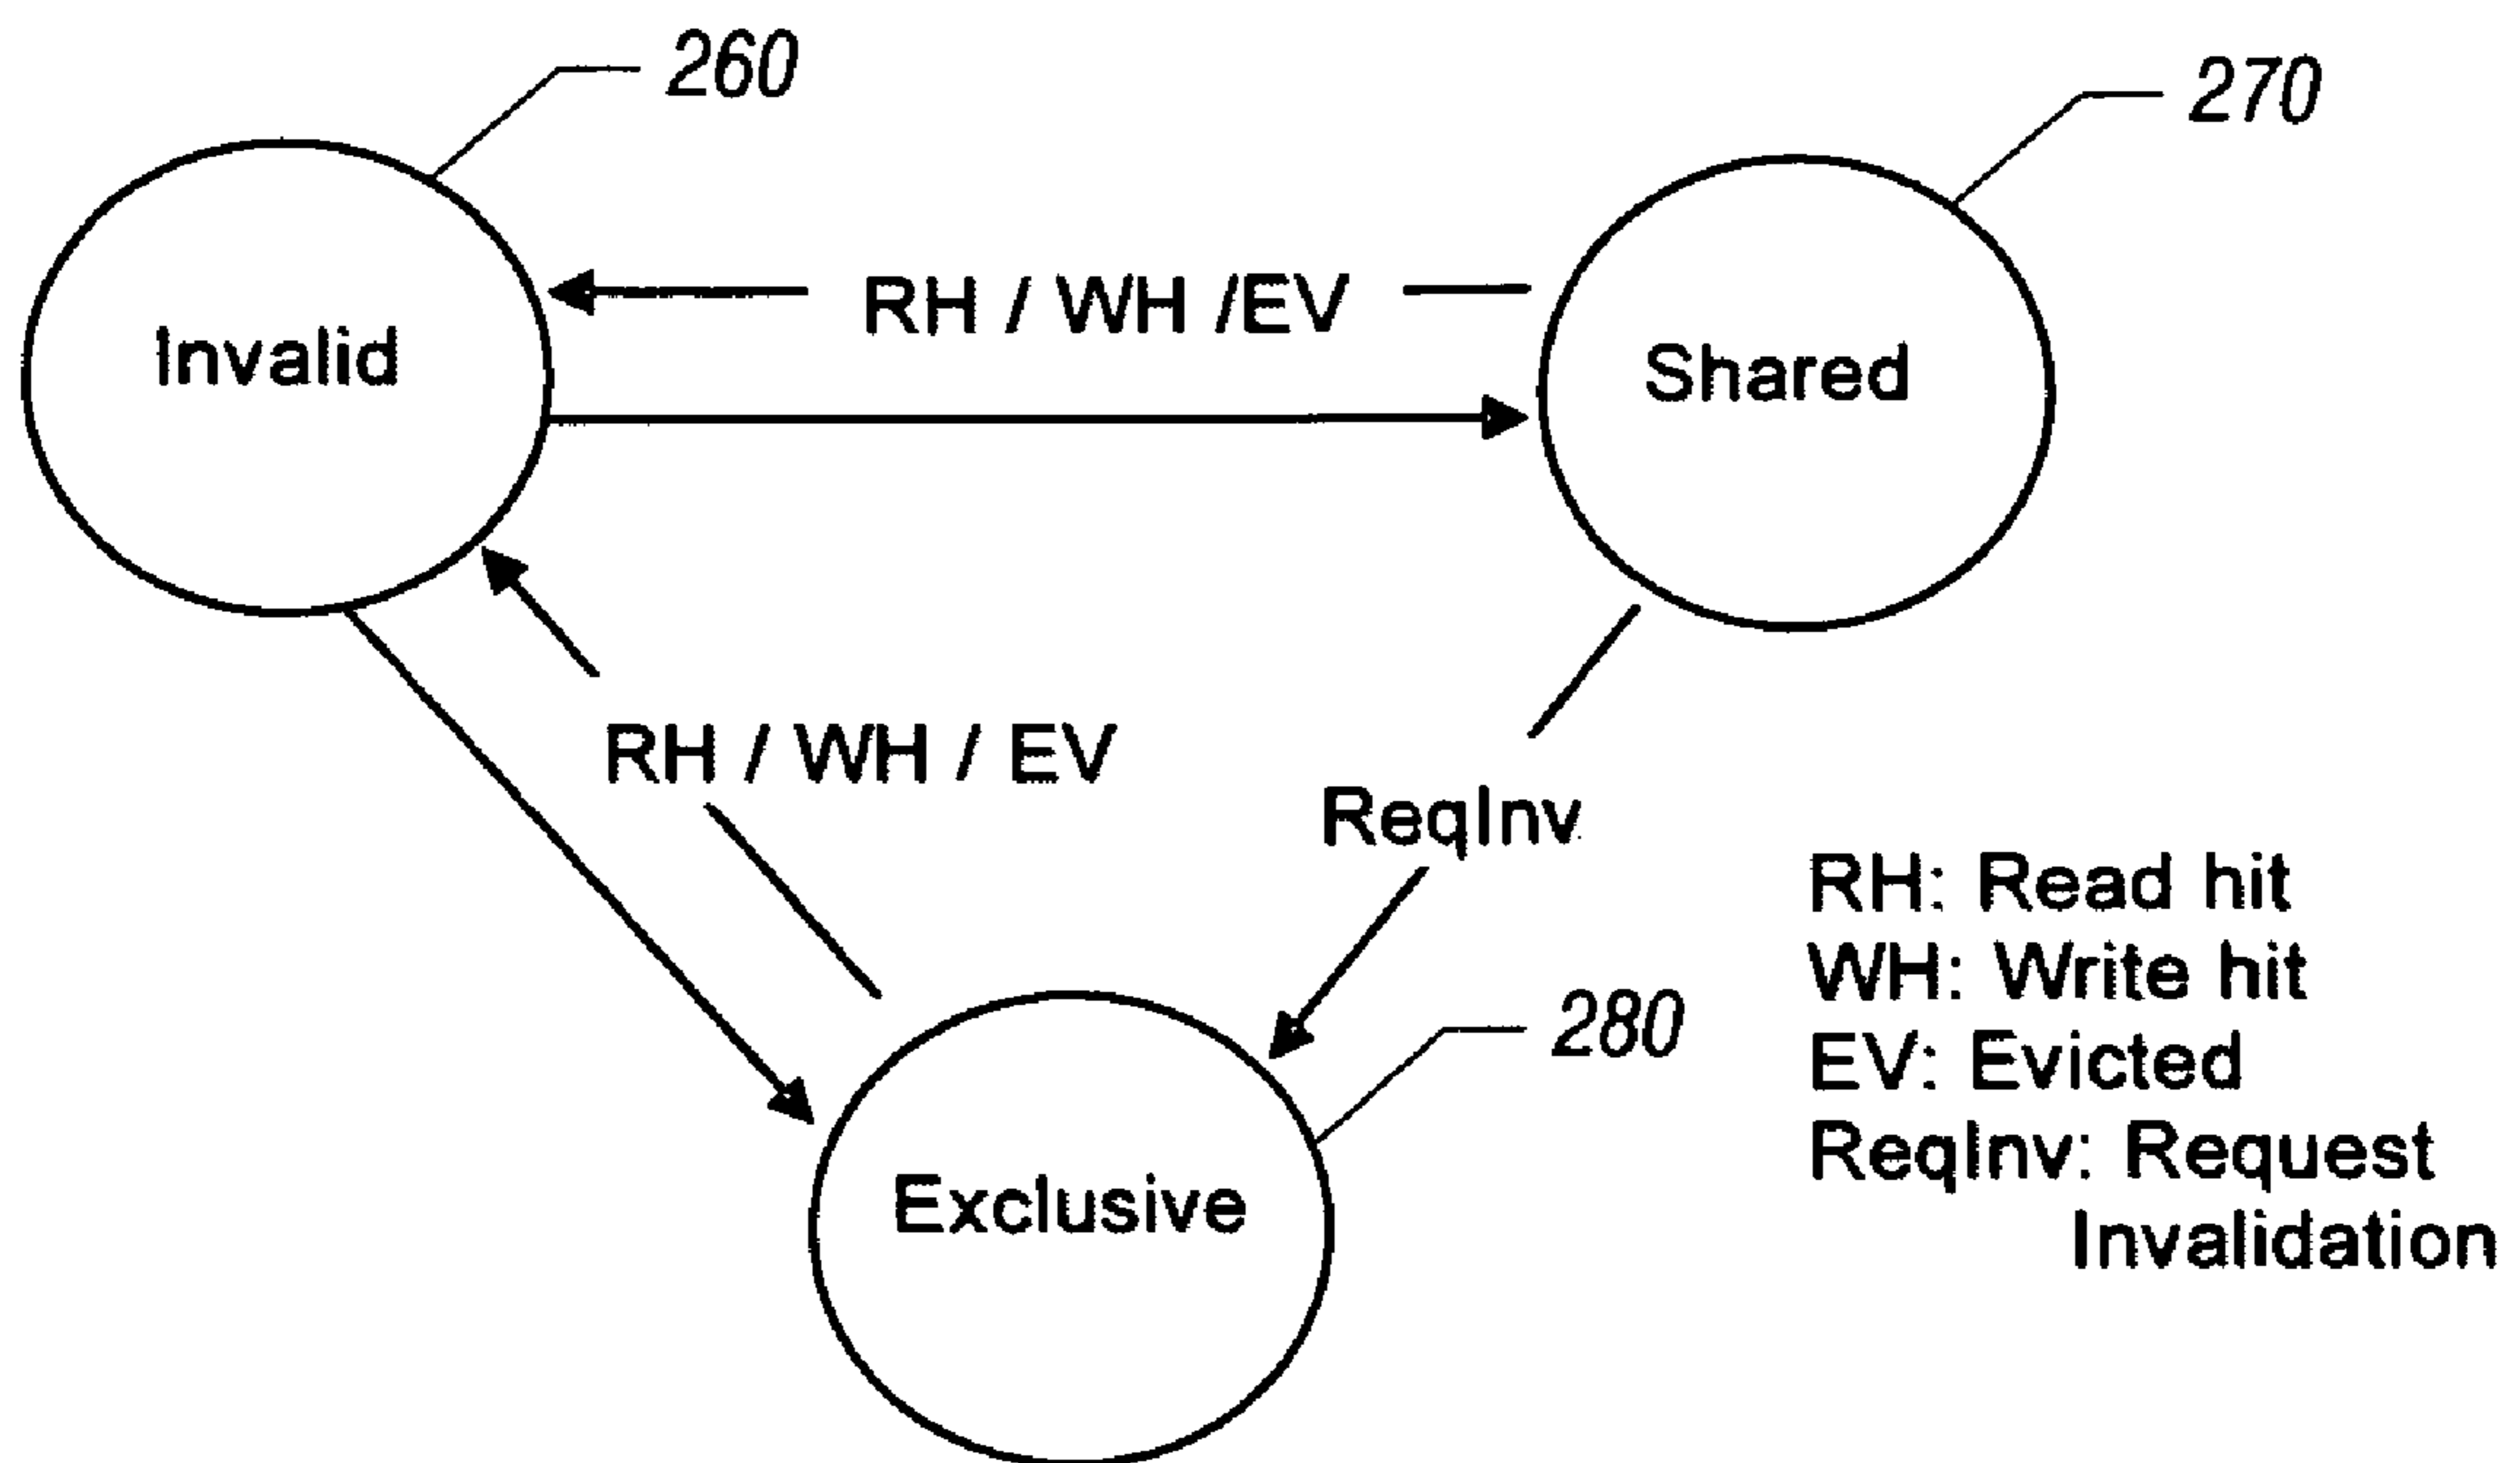 260
270
RH / WH /EV
Invalid
Shared
RH / WH / EV
ReqInv
RH: Read hit
WH: Write hit
280
EV: Evicted
ReqInv: Request
Invalidation
Exclusive